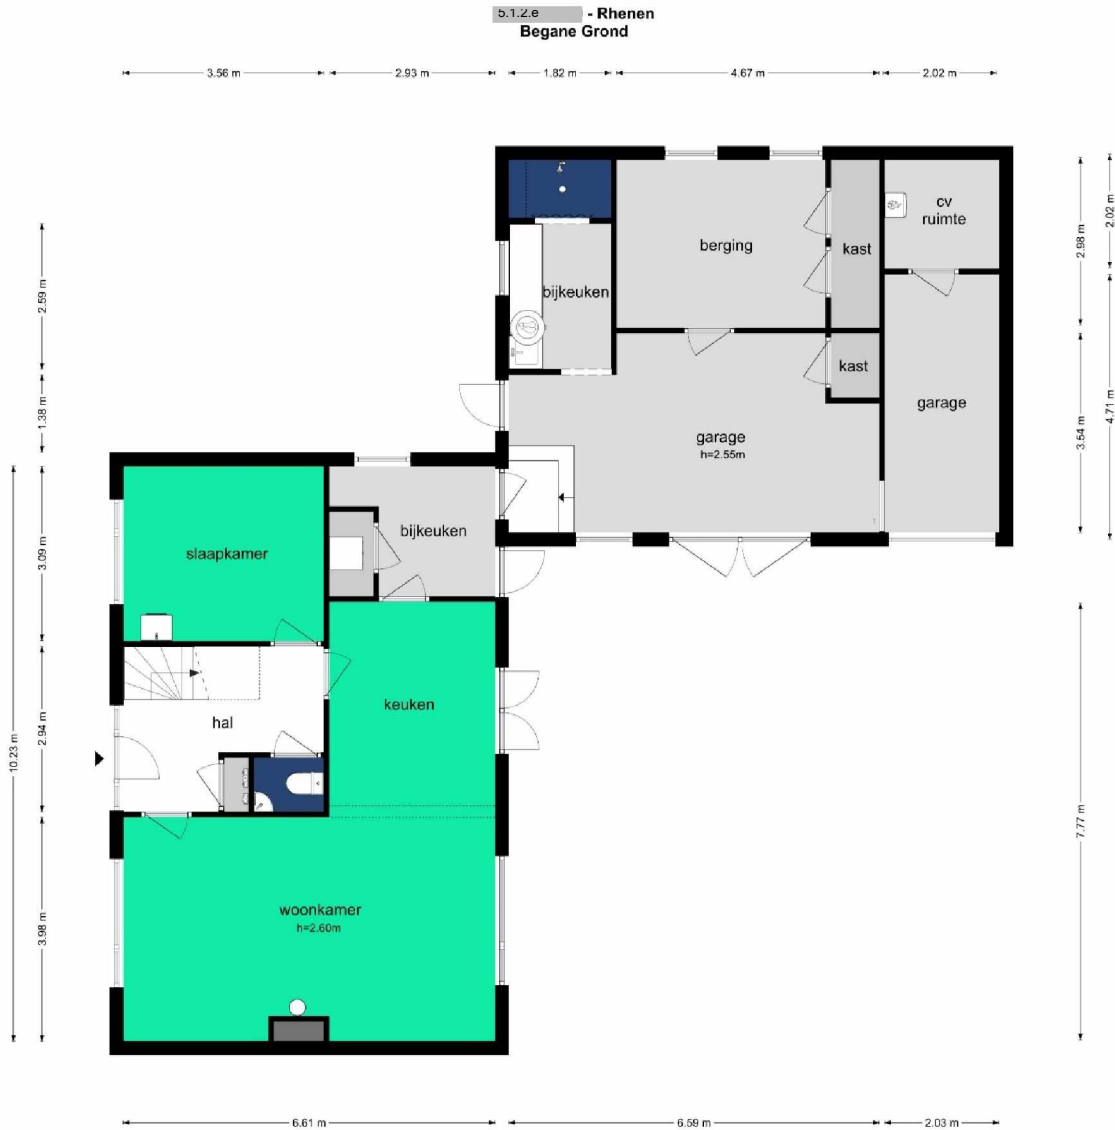 5.1.2.e - Rhenen
Begane Grond
3.56 m
2.93 m
1.82 m
4.67 m
2.02 m
berging
kast
cv
ruimte
bijkeuken
kast
garage
garage
h=2.55m
slaapkamer
bijkeuken
keuken
hal
woonkamer
h=2.60m
2.59 m
1.38 m
3.09 m
2.94 m
3.98 m
10.23 m
2.98 m
3.54 m
7.77 m
2.02 m
4.71 m
6.61 m
6.59 m
2.03 m